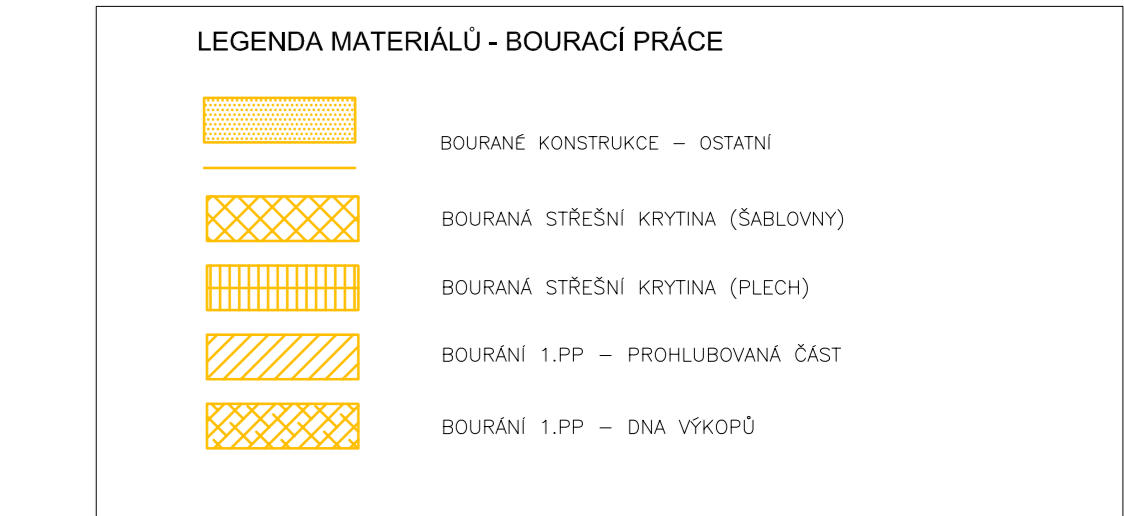 LEGENDA MATERIÁLŮ - BOURACÍ PRÁCE
BOURANÉ KONSTRUKCE – OSTATNÍ
BOURANÁ STŘEŠNÍ KRYTINA (ŠABLOVNY)
BOURANÁ STŘEŠNÍ KRYTINA (PLECH)
BOURÁNÍ 1.PP – PROHLUBOVANÁ ČÁST
BOURÁNÍ 1.PP – DNA VÝKOPŮ